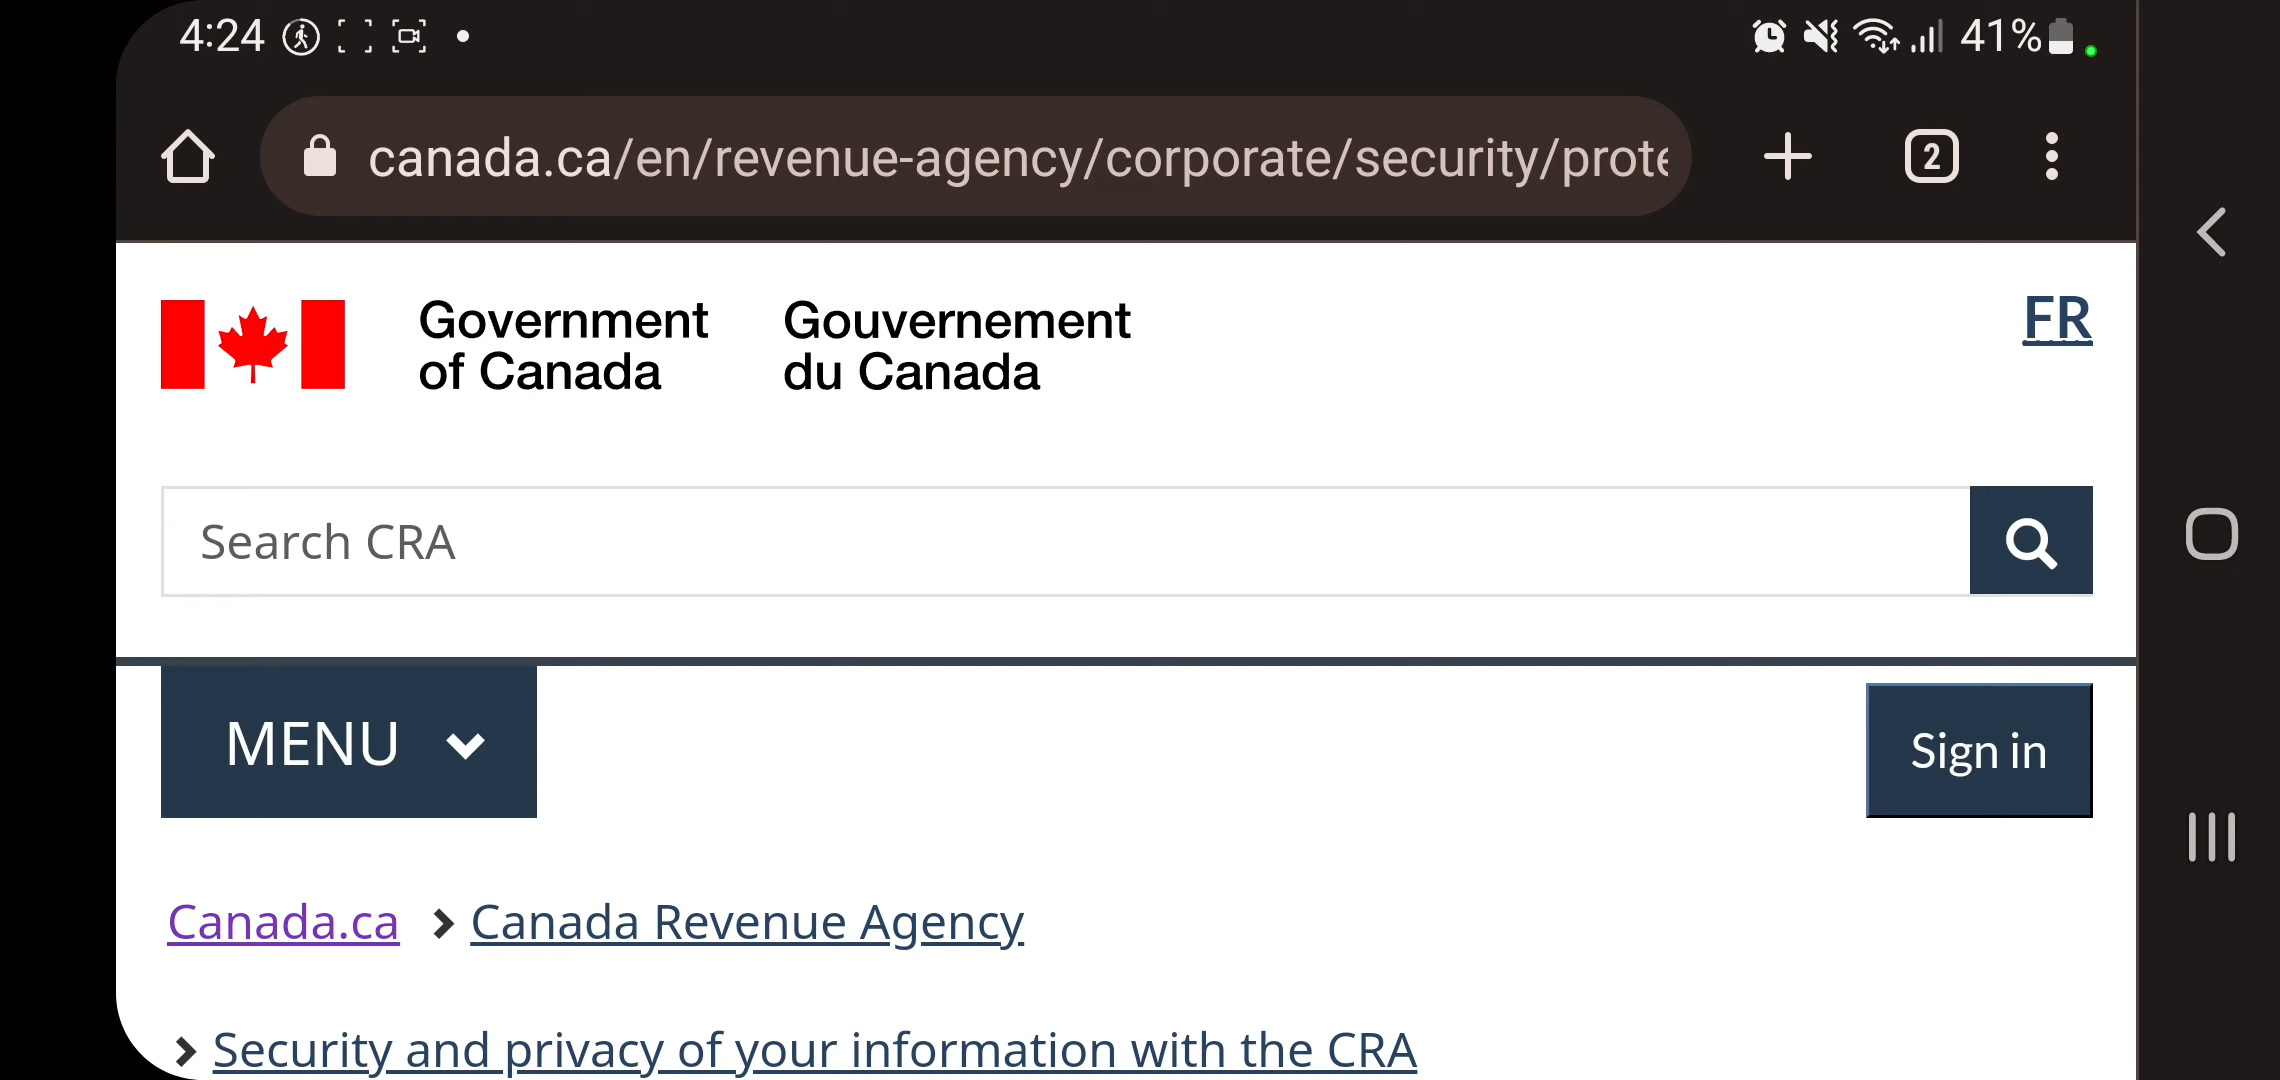 4:24
41%
canada.ca/en/revenue-agency/corporate/security/prote
2
Government
of Canada
Gouvernement
du Canada
FR
Search CRA
MENU
Sign in
Canada.ca > Canada Revenue Agency
> Security and privacy of your information with the CRA